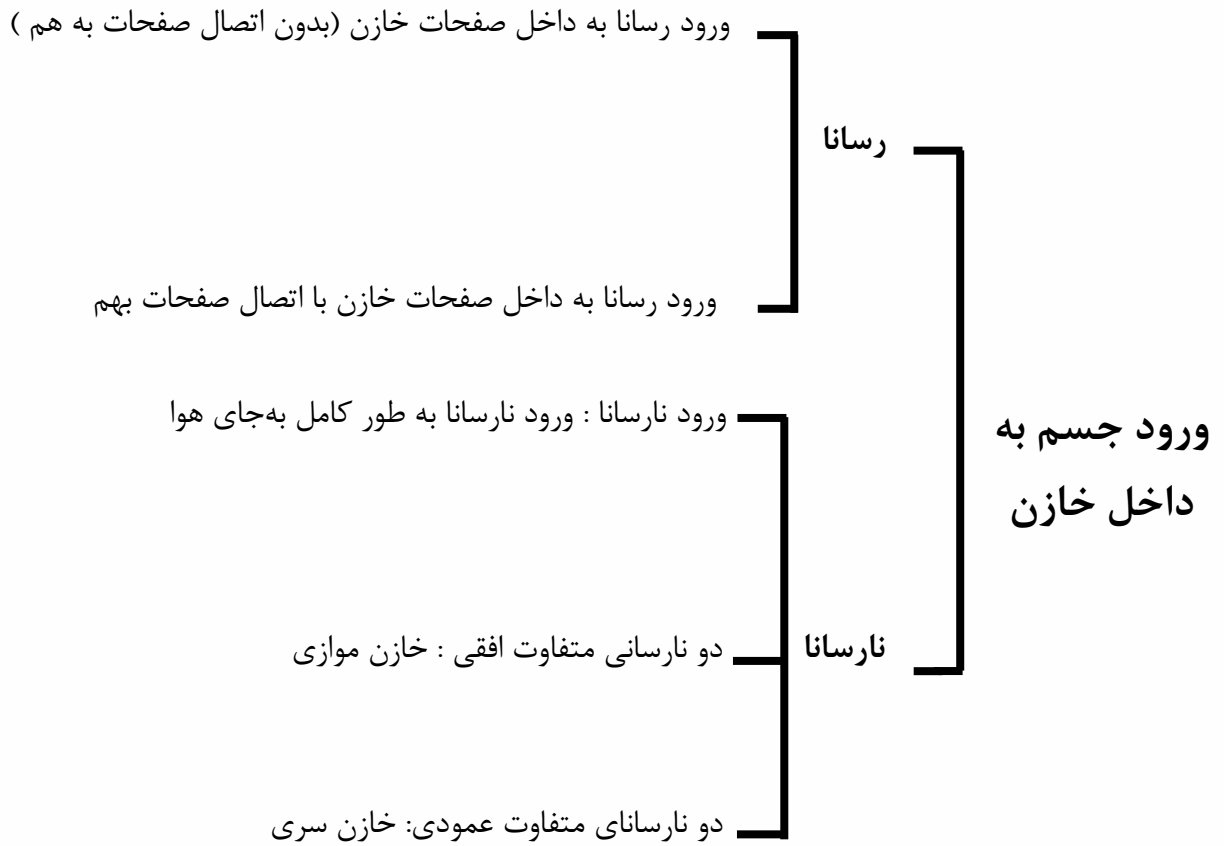 ورود جسم به
داخل خازن
رسانا
ورود رسانا به داخل صفحات خازن (بدون اتصال صفحات به هم )
ورود رسانا به داخل صفحات خازن با اتصال صفحات بهم
نارسانا
ورود نارسانا : ورود نارسانا به طور کامل به‌جای هوا
دو نارسانی متفاوت افقی : خازن موازی
دو نارسانای متفاوت عمودی: خازن سری